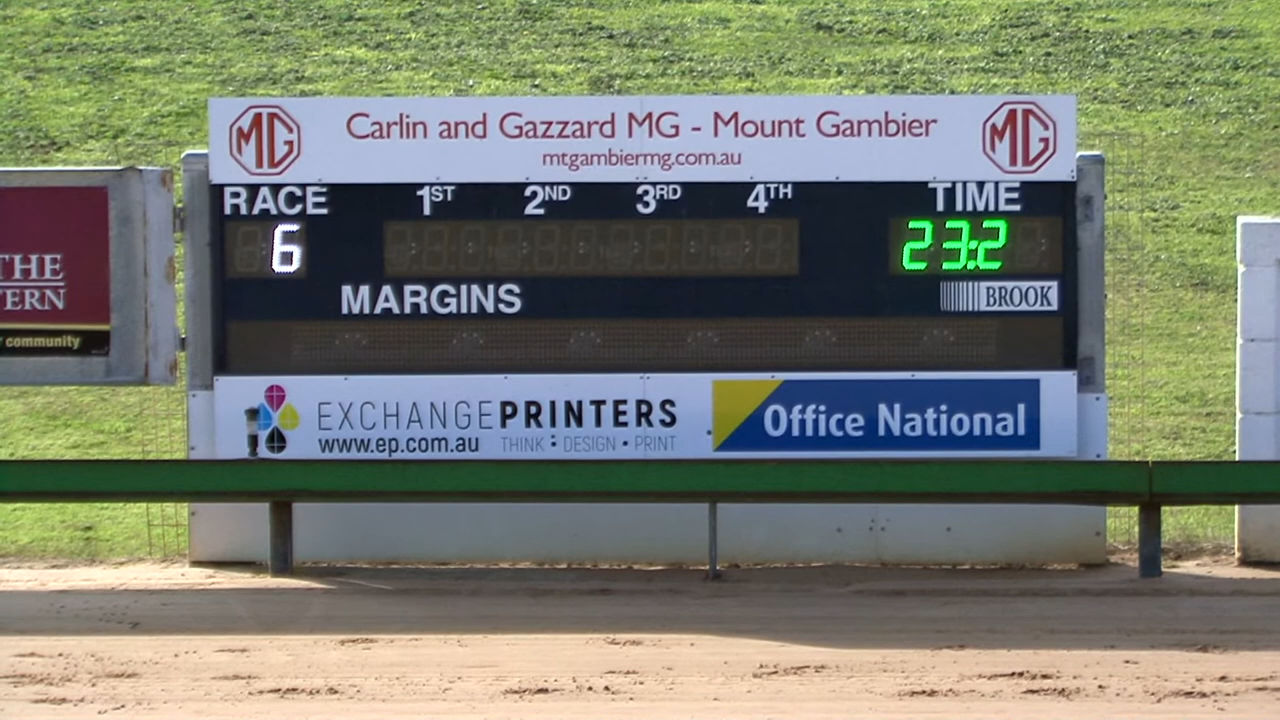 MG Carlin and Gazzard MG - Mount Gambier MG
mtgambiermg.com.au
RACE 1ST 2ND 3RD 4TH TIME
6 23:2
MARGINS BROOK
THE
TERN
community
EXCHANGEPRINTERS
www.ep.com.au THINK : DESIGN • PRINT
Office National